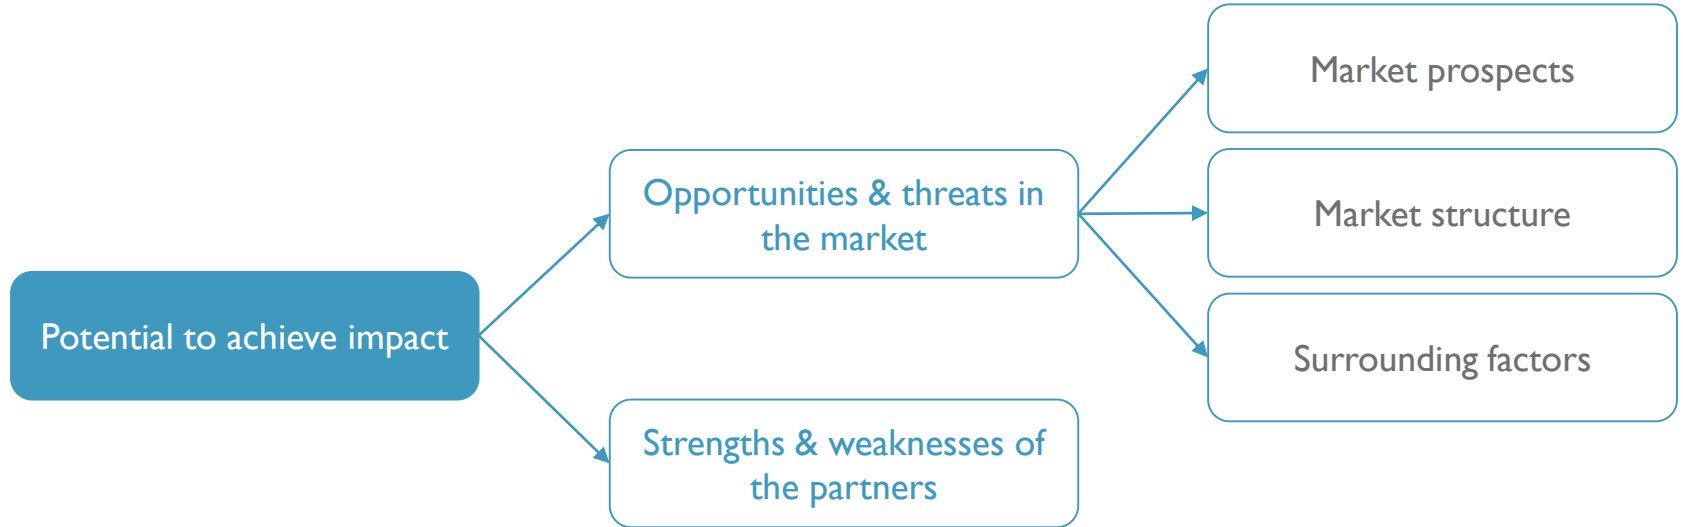 Potential to achieve impact
Opportunities & threats in
the market
Strengths & weaknesses of
the partners
Market prospects
Market structure
Surrounding factors